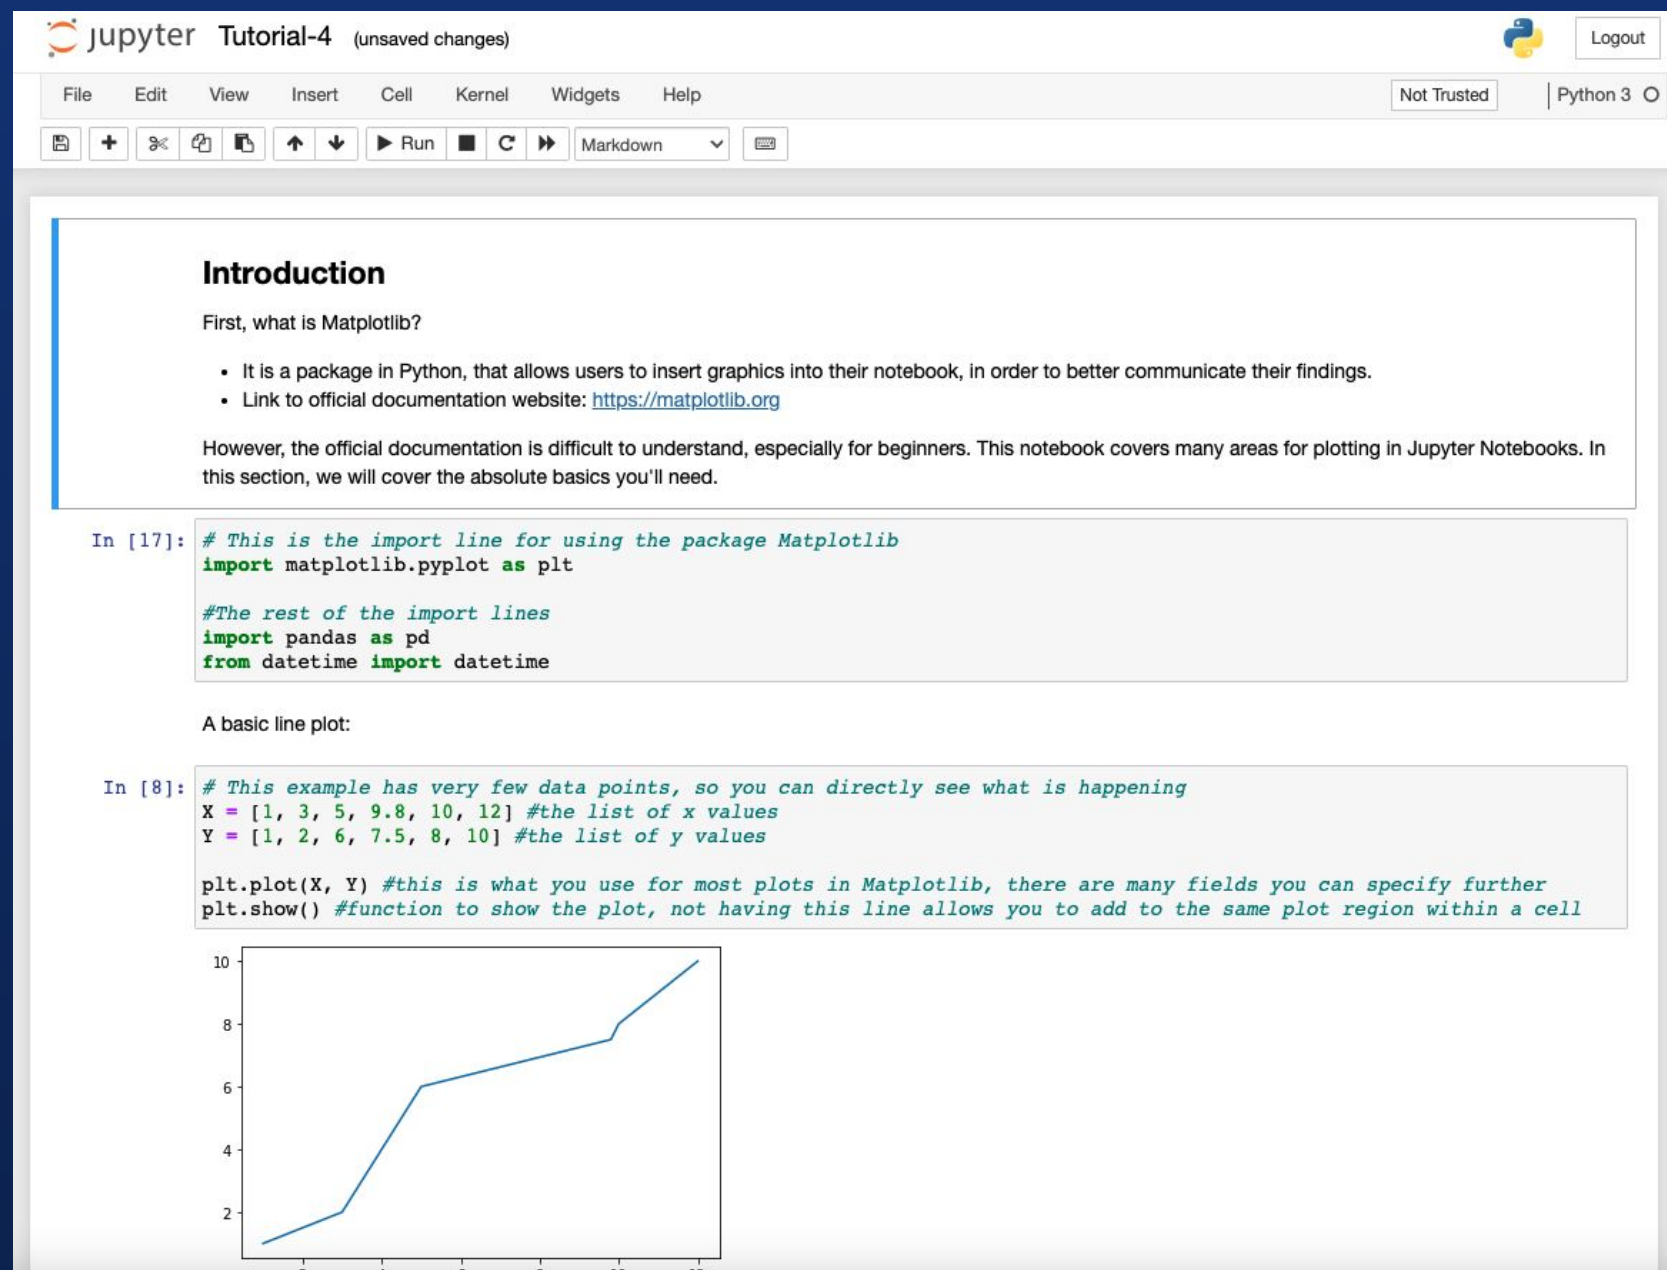 jupyter Tutorial-4 (unsaved changes) Logout
File Edit View Insert Cell Kernel Widgets Help Not Trusted Python 3
Run Markdown
Introduction
First, what is Matplotlib?
• It is a package in Python, that allows users to insert graphics into their notebook, in order to better communicate their findings.
• Link to official documentation website: https://matplotlib.org
However, the official documentation is difficult to understand, especially for beginners. This notebook covers many areas for plotting in Jupyter Notebooks. In
this section, we will cover the absolute basics you'll need.
In [17]: # This is the import line for using the package Matplotlib
import matplotlib.pyplot as plt
#The rest of the import lines
import pandas as pd
from datetime import datetime
A basic line plot:
In [8]: # This example has very few data points, so you can directly see what is happening
X = [1, 3, 5, 9.8, 10, 12] #the list of x values
Y = [1, 2, 6, 7.5, 8, 10] #the list of y values
plt.plot(X, Y) #this is what you use for most plots in Matplotlib, there are many fields you can specify further
plt.show() #function to show the plot, not having this line allows you to add to the same plot region within a cell
10
8
6
4
2